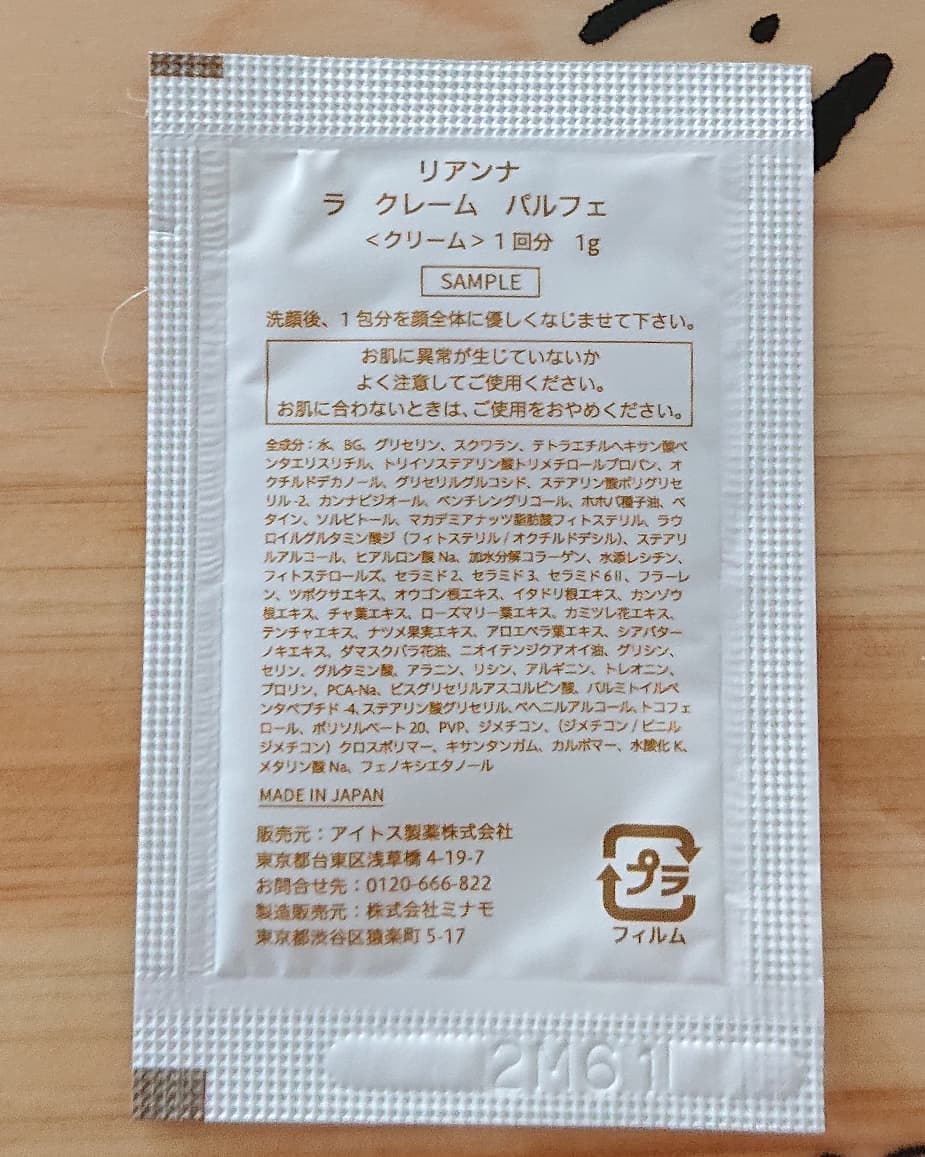 リアンナ
ラ クレーム パルフェ
<クリーム>1回分 1g
SAMPLE
洗顔後、1包分を顔全体に優しくなじませて下さい。
お肌に異常が生じていないか
よく注意してご使用ください。
お肌に合わないときは、ご使用をおやめください。
全成分:水、BG、グリセリン、スクワラン、テトラエチルヘキサン酸ペ
ンタエリスリチル、トリイソステアリン酸トリメチロールプロパン、オ
クチルドデカノール、グリセリルグルコシド、ステアリン酸ポリグリセ
リル-2、カンナビジオール、ペンチレングリコール、ホホバ種子油、ベ
タイン、ソルビトール、マカデミアナッツ脂肪酸フィトステリル、ラウ
ロイルグルタミン酸ジ(フィトステリル/オクチルドデシル)、ステアリ
ルアルコール、ヒアルロン酸Na、加水分解コラーゲン、水添レシチン、
フィトステロールズ、セラミド2、セラミド3、セラミド6II、フラーレ
ン、ツボクサエキス、オウゴン根エキス、イタドリ根エキス、カンゾウ
根エキス、チャ葉エキス、ローズマリー葉エキス、カミツレ花エキス、
テンチャエキス、ナツメ果実エキス、アロエベラ葉エキス、シアバター
ノキエキス、ダマスクバラ花油、ニオイテンジクアオイ油、グリシン、
セリン、グルタミン酸、アラニン、リシン、アルギニン、トレオニン、
プロリン、PCA-Na、ビスグリセリルアスコルビン酸、パルミトイルペ
ンタペプチド-4、ステアリン酸グリセリル、ベヘニルアルコール、トコフェ
ロール、ポリソルベート20、PVP、ジメチコン、(ジメチコン/ビニル
ジメチコン)クロスポリマー、キサンタンガム、カルボマー、水酸化K、
メタリン酸Na、フェノキシエタノール
MADE IN JAPAN
販売元:アイトス製薬株式会社
東京都台東区浅草橋4-19-7
お問合せ先:0120-666-822
製造販売元:株式会社ミナモ
東京都渋谷区猿楽町5-17
プラ
フィルム
2M61